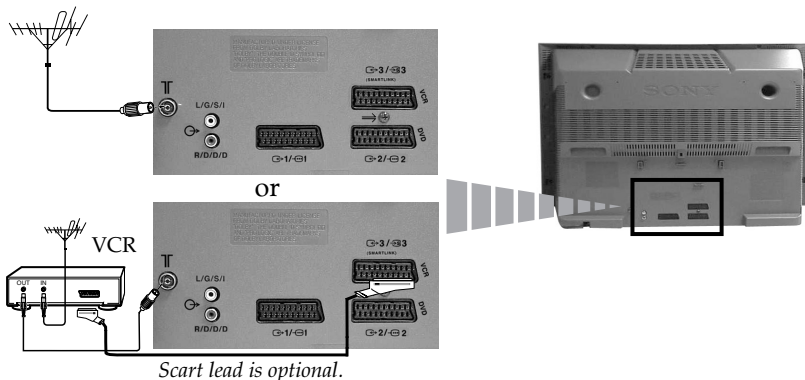 3/ 3
(SMARTLINK)
VCR
L/G/S/I
R/D/D/D
1/ 1
DVD
2/ 2
SONY
or
VCR
OUT IN
3/ 3
(SMARTLINK)
VCR
L/G/S/I
R/D/D/D
1/ 1
DVD
2/ 2
Scart lead is optional.